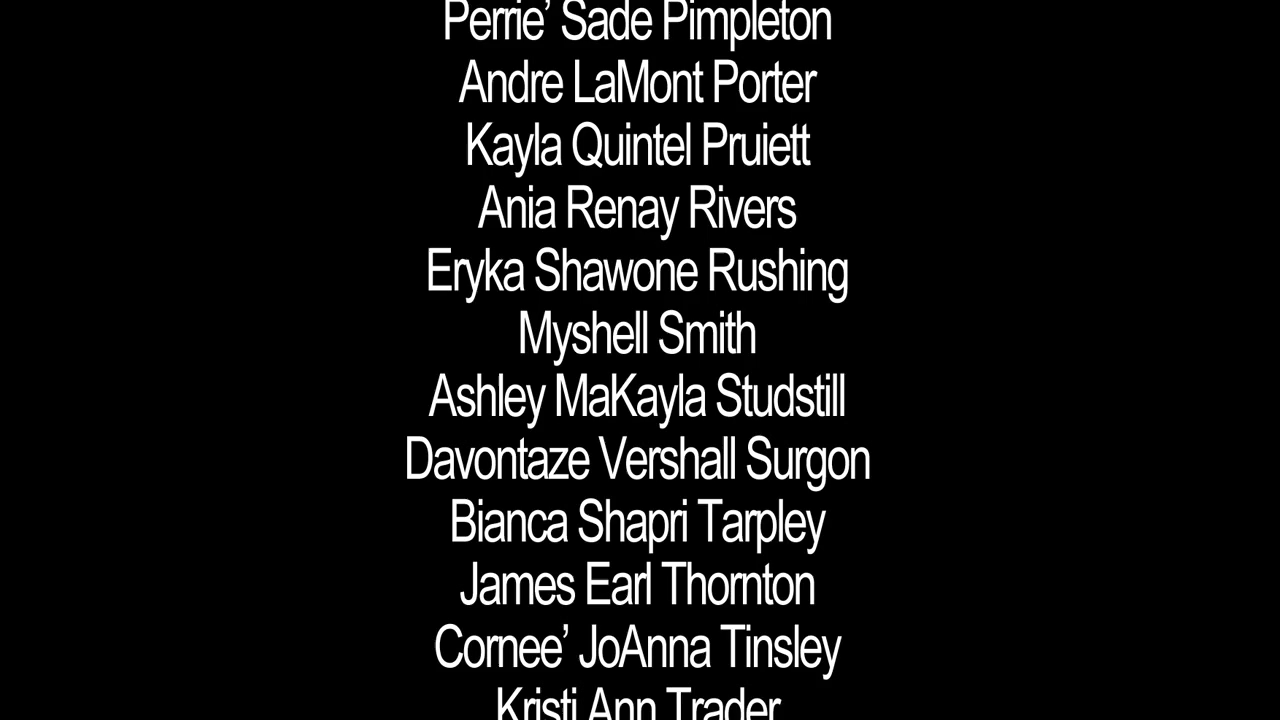 Perrie’ Sade Pimpleton
Andre LaMont Porter
Kayla Quintel Pruiett
Ania Renay Rivers
Eryka Shawone Rushing
Myshell Smith
Ashley MaKayla Studstill
Davontaze Vershall Surgon
Bianca Shapri Tarpley
James Earl Thornton
Cornee’ JoAnna Tinsley
Kristi Ann Trader